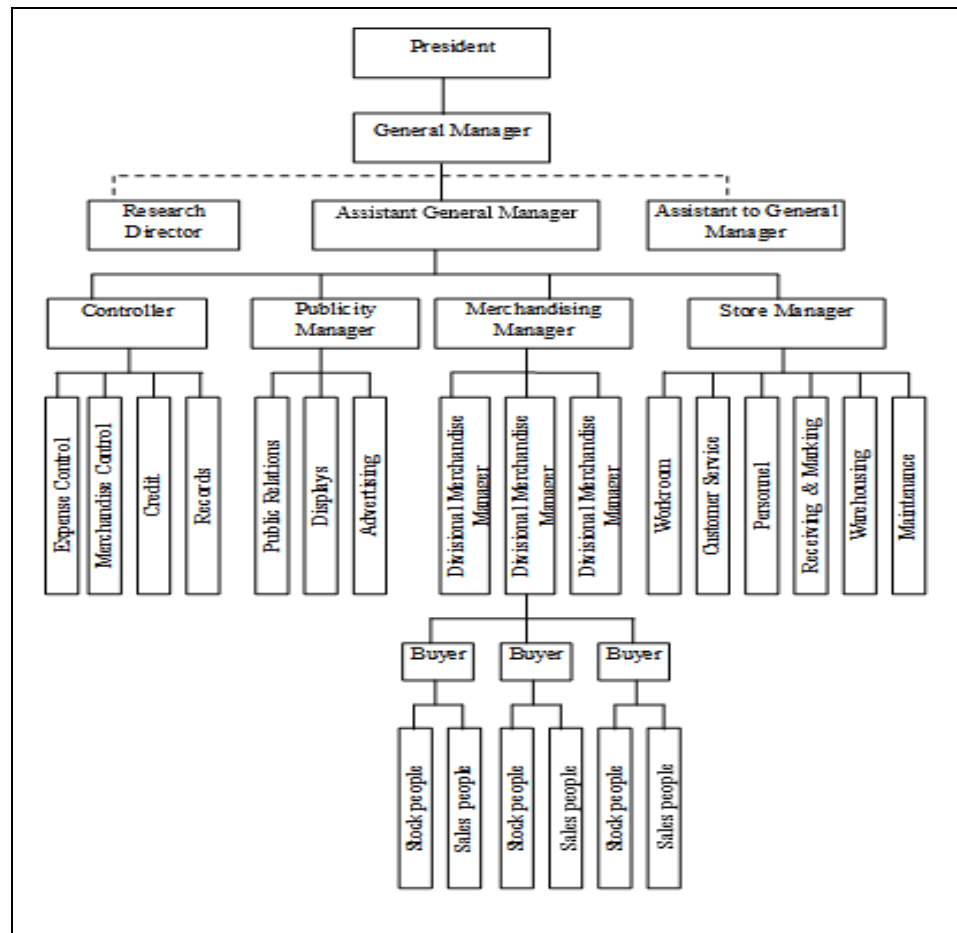 President
General Manager
Research
Director
Assistant General Manager
Assistant to General
Manager
Controller
Publicity
Manager
Merchandising
Manager
Store Manager
Expense Control
Merchandise Control
Credit
Records
Public Relations
Displays
Advertising
Divisional Merchandise
Manager
Divisional Merchandise
Manager
Divisional Merchandise
Manager
Workroom
Customer Service
Personnel
Receiving & Marking
Warehousing
Maintenance
Buyer
Buyer
Buyer
Stock people
Sales people
Stock people
Sales people
Stock people
Sales people